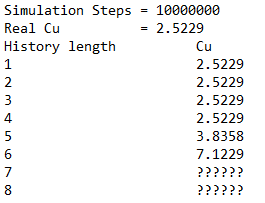 Simulation Steps = 10000000
Real Cu = 2.5229
History length Cu
1 2.5229
2 2.5229
3 2.5229
4 2.5229
5 3.8358
6 7.1229
7 ??????
8 ??????